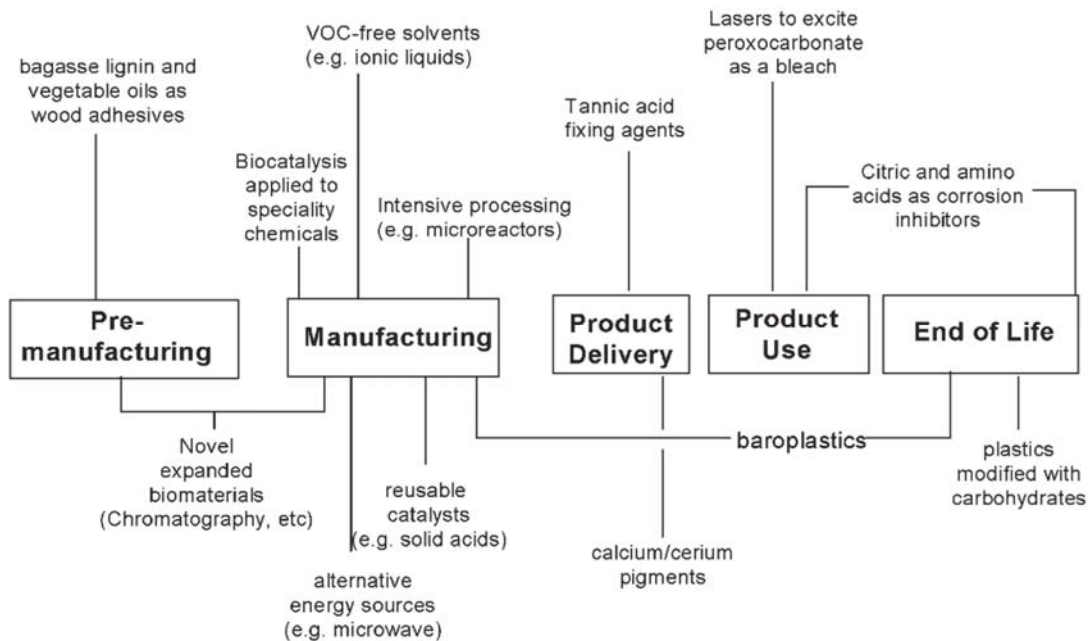 VOC-free solvents
(e.g. ionic liquids)
Lasers to excite
peroxocarbonate
as a bleach
bagasse lignin and
vegetable oils as
wood adhesives
Tannic acid
fixing agents
Biocatalysis
applied to
speciality
chemicals
Intensive processing
(e.g. microreactors)
Citric and amino
acids as corrosion
inhibitors
Pre-
manufacturing
Manufacturing
Product
Delivery
Product
Use
End of Life
Novel
expanded
biomaterials
(Chromatography, etc)
reusable
catalysts
(e.g. solid acids)
alternative
energy sources
(e.g. microwave)
baroplastics
calcium/cerium
pigments
plastics
modified with
carbohydrates